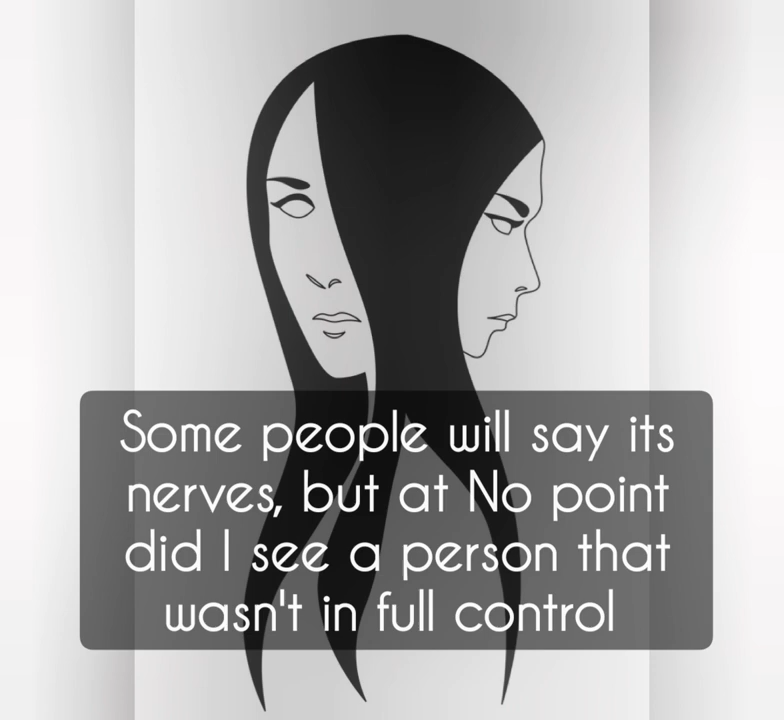 Some people will say its
nerves, but at No point
did I see a person that
wasn't in full control